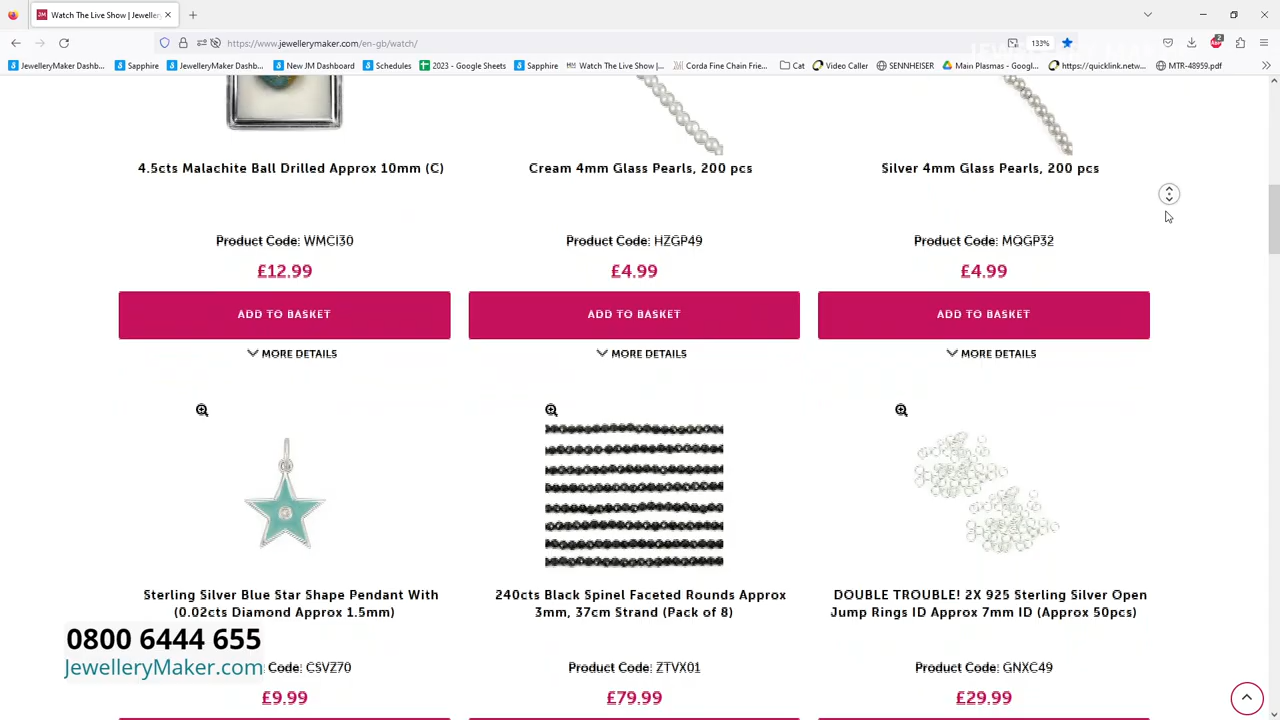 Watch The Live Show | Jewellery
https://www.jewellerymaker.com/en-gb/watch/
133%
2
JewelleryMaker Dashb...
Sapphire
JewelleryMaker Dashb...
New JM Dashboard
Schedules
2023 - Google Sheets
Sapphire
Watch The Live Show |...
Corda Fine Chain Frie...
Cat
Video Caller
SENNHEISER
Main Plasmas - Googl...
https://quicklink.netw...
MTR-48959.pdf
4.5cts Malachite Ball Drilled Approx 10mm (C)
Product Code: WMCI30
£12.99
ADD TO BASKET
MORE DETAILS
Cream 4mm Glass Pearls, 200 pcs
Product Code: HZGP49
£4.99
ADD TO BASKET
MORE DETAILS
Silver 4mm Glass Pearls, 200 pcs
Product Code: MQGP32
£4.99
ADD TO BASKET
MORE DETAILS
Sterling Silver Blue Star Shape Pendant With
(0.02cts Diamond Approx 1.5mm)
Code: CSVZ70
£9.99
240cts Black Spinel Faceted Rounds Approx
3mm, 37cm Strand (Pack of 8)
Product Code: ZTVX01
£79.99
DOUBLE TROUBLE! 2X 925 Sterling Silver Open
Jump Rings ID Approx 7mm ID (Approx 50pcs)
Product Code: GNXC49
£29.99
0800 6444 655
JewelleryMaker.com